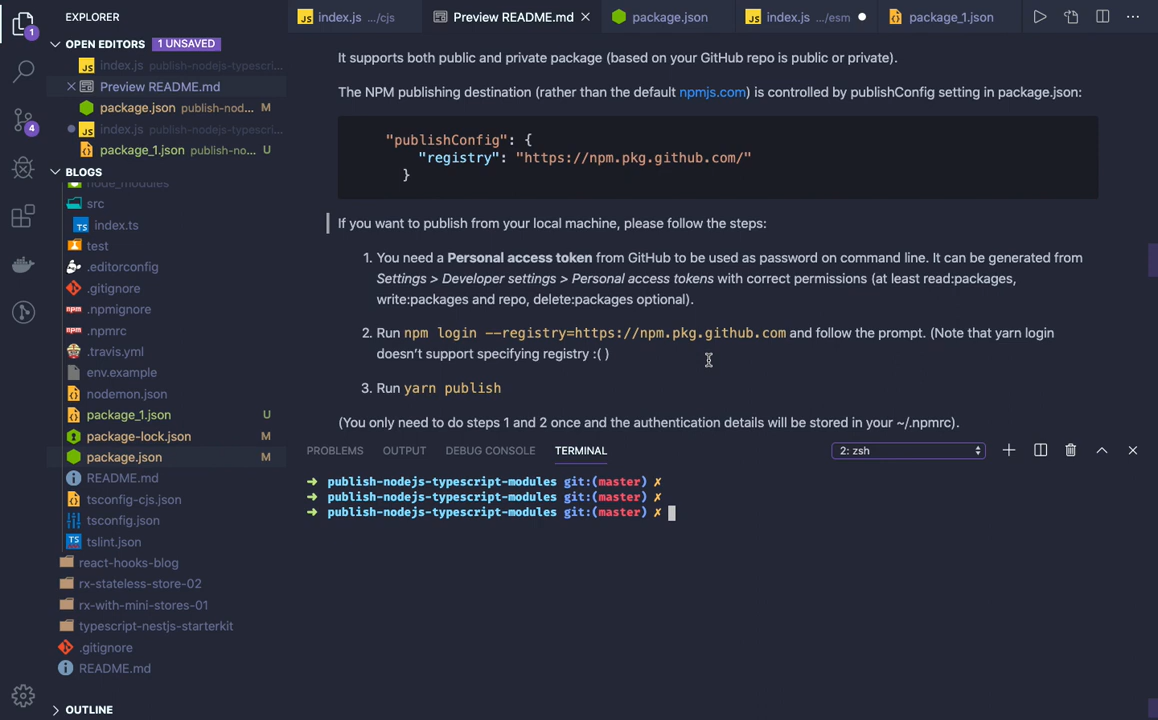 EXPLORER
index.js .../cjs
Preview README.md
package.json
index.js .../esm
package_1.json
1
OPEN EDITORS 1 UNSAVED
index.js publish-nodejs-typescri...
Preview README.md
package.json publish-nod... M
index.js publish-nodejs-typescri...
package_1.json publish-no... U
4
BLOGS
node_modules
src
index.ts
test
.editorconfig
.gitignore
.npmignore
.npmrc
.travis.yml
env.example
nodemon.json
package_1.json U
package-lock.json M
package.json M
README.md
tsconfig-cjs.json
tsconfig.json
tslint.json
react-hooks-blog
rx-stateless-store-02
rx-with-mini-stores-01
typescript-nestjs-starterkit
.gitignore
README.md
OUTLINE
It supports both public and private package (based on your GitHub repo is public or private).
The NPM publishing destination (rather than the default npmjs.com) is controlled by publishConfig setting in package.json:
"publishConfig": {
"registry": "https://npm.pkg.github.com/"
}
If you want to publish from your local machine, please follow the steps:
1. You need a Personal access token from GitHub to be used as password on command line. It can be generated from
Settings > Developer settings > Personal access tokens with correct permissions (at least read:packages,
write:packages and repo, delete:packages optional).
2. Run npm login --registry=https://npm.pkg.github.com and follow the prompt. (Note that yarn login
doesn't support specifying registry :( )
3. Run yarn publish
(You only need to do steps 1 and 2 once and the authentication details will be stored in your ~/.npmrc).
PROBLEMS OUTPUT DEBUG CONSOLE TERMINAL 2: zsh
➜ publish-nodejs-typescript-modules git:(master) ✗
➜ publish-nodejs-typescript-modules git:(master) ✗
➜ publish-nodejs-typescript-modules git:(master) ✗